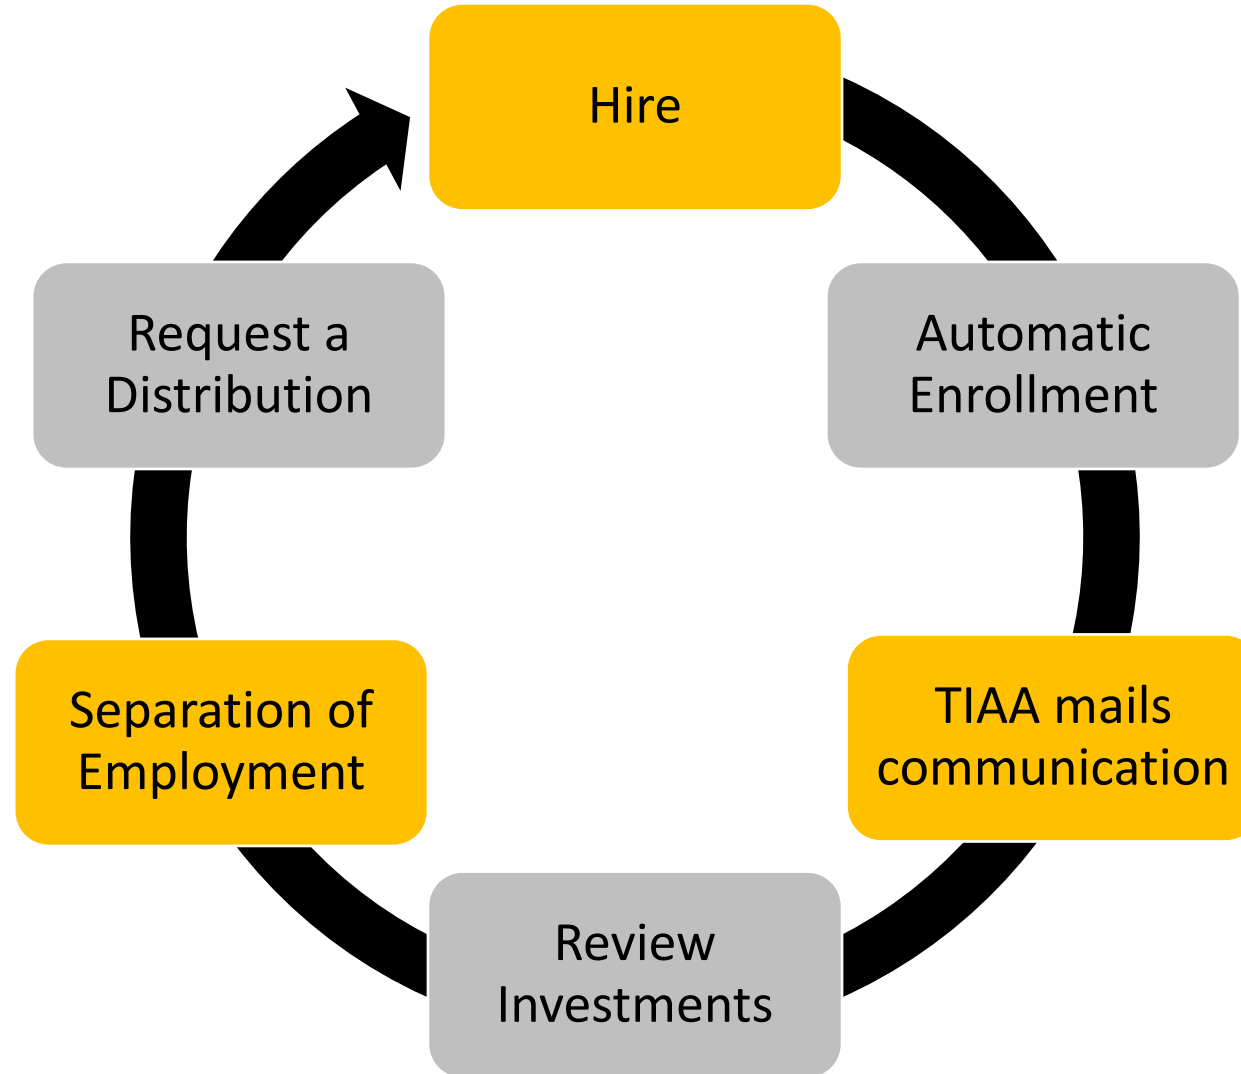 Hire
Automatic
Enrollment
TIAA mails
communication
Review
Investments
Separation of
Employment
Request a
Distribution